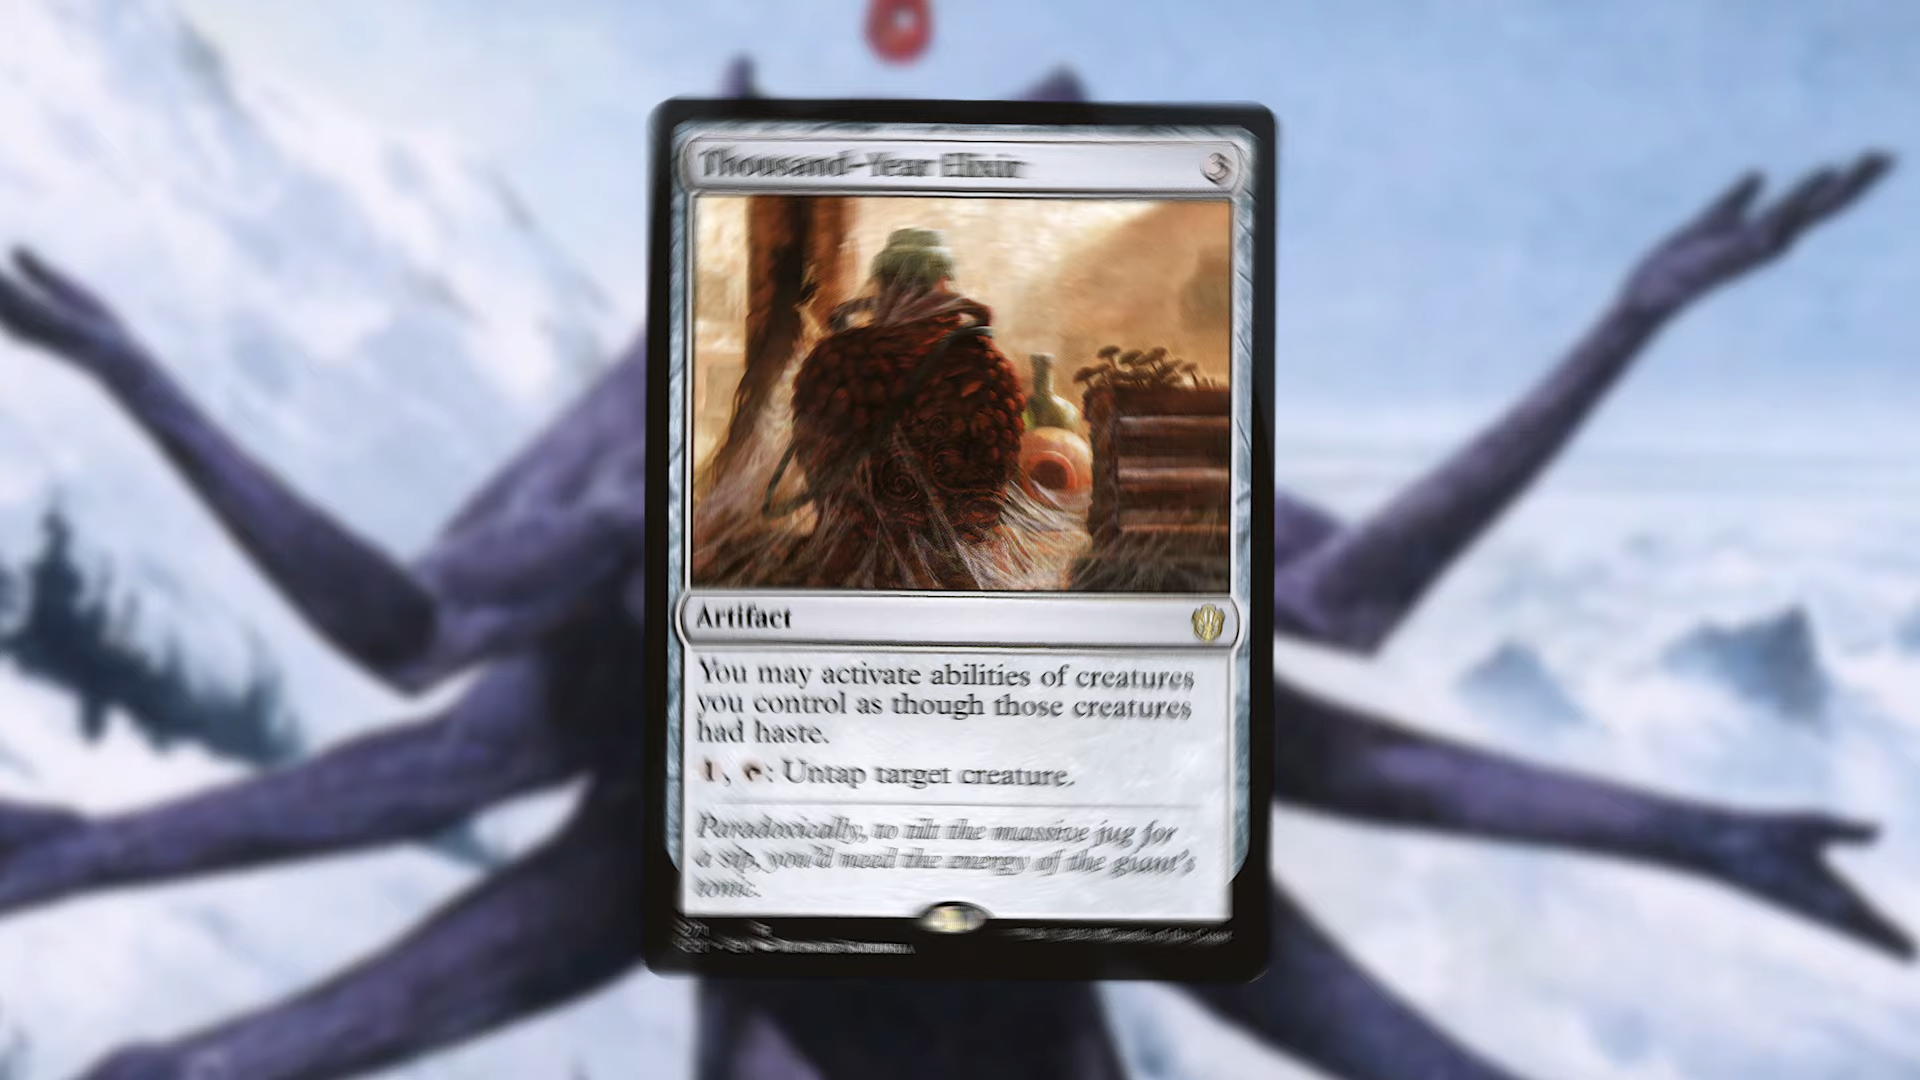 Thousand-Year Elixir 3
Artifact
You may activate abilities of creatures
you control as though those creatures
had haste.
1, : Untap target creature.
Paradoxically, to tilt the massive jug for
a sip, you'd need the energy of the giant's
tonic.